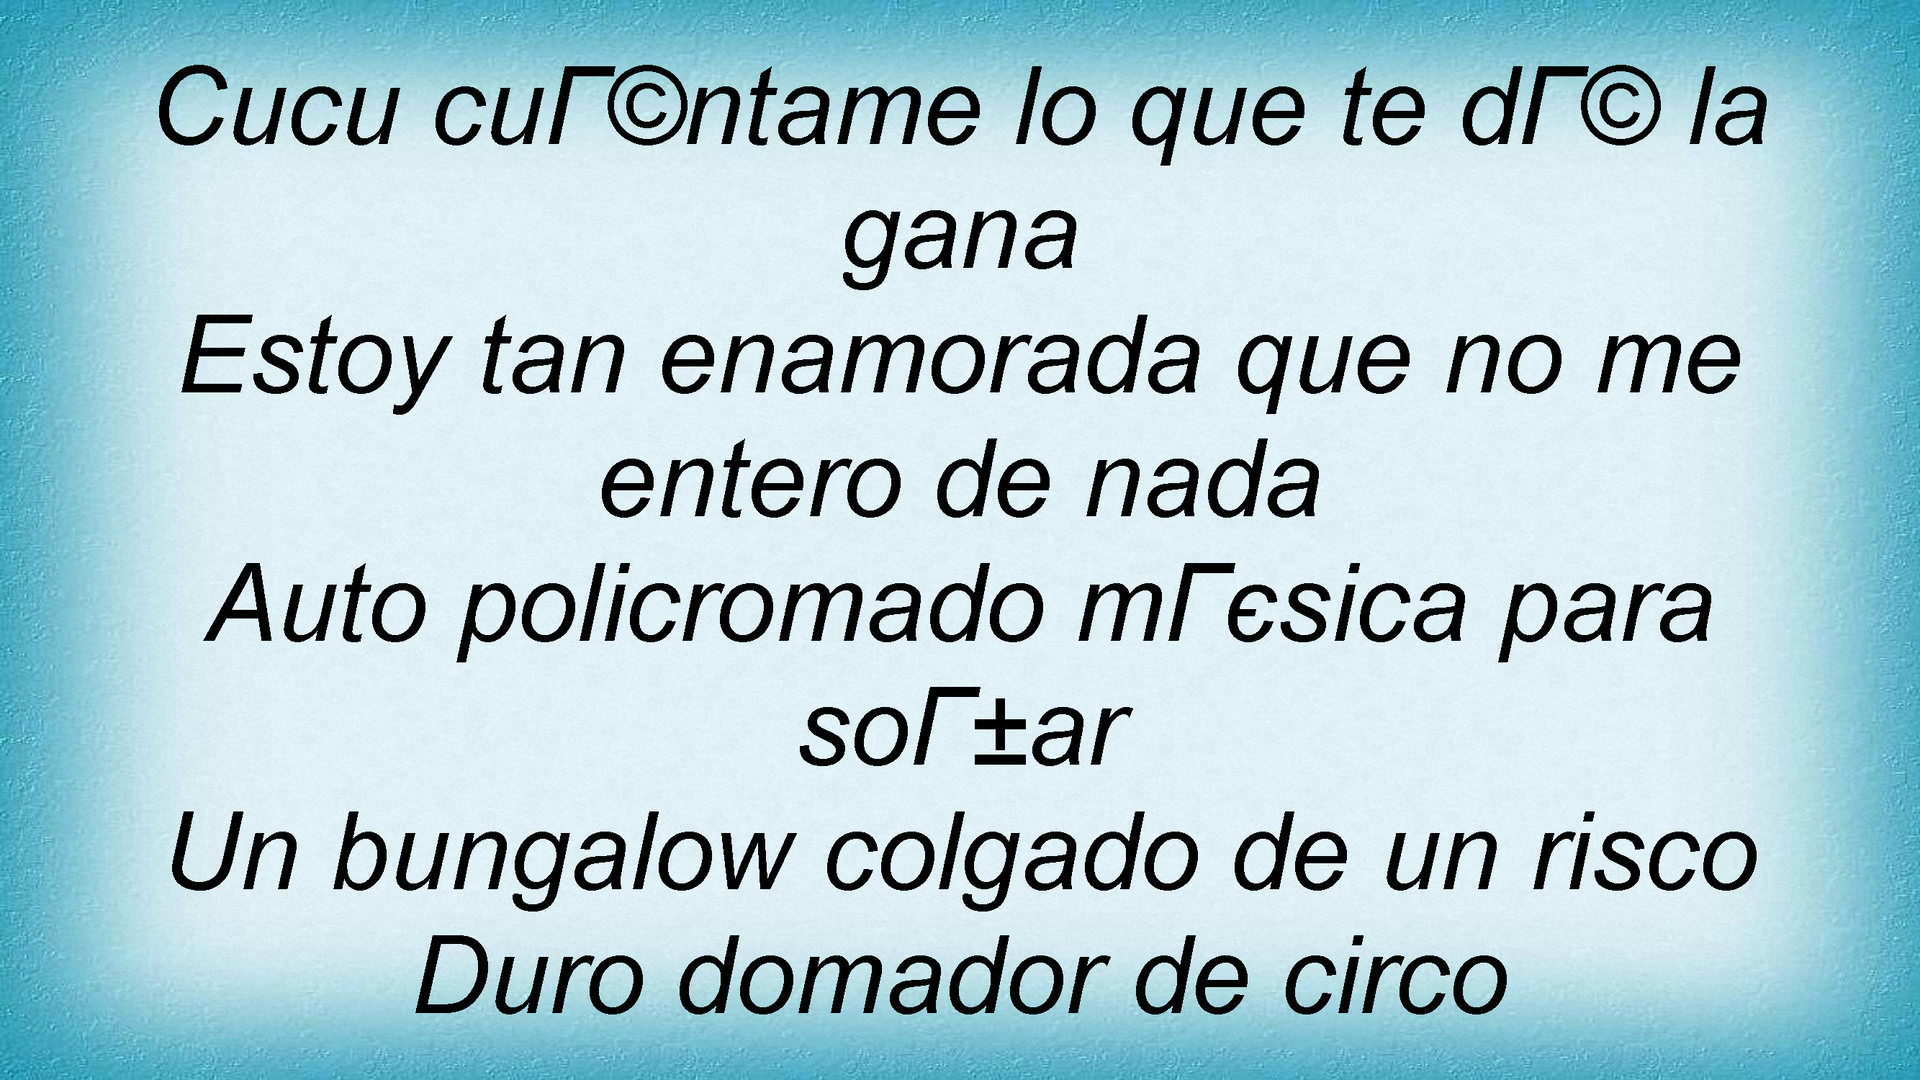 Cucu cuГ©ntame lo que te dГ© la
gana
Estoy tan enamorada que no me
entero de nada
Auto policromado mГєsica para
soГ±ar
Un bungalow colgado de un risco
Duro domador de circo